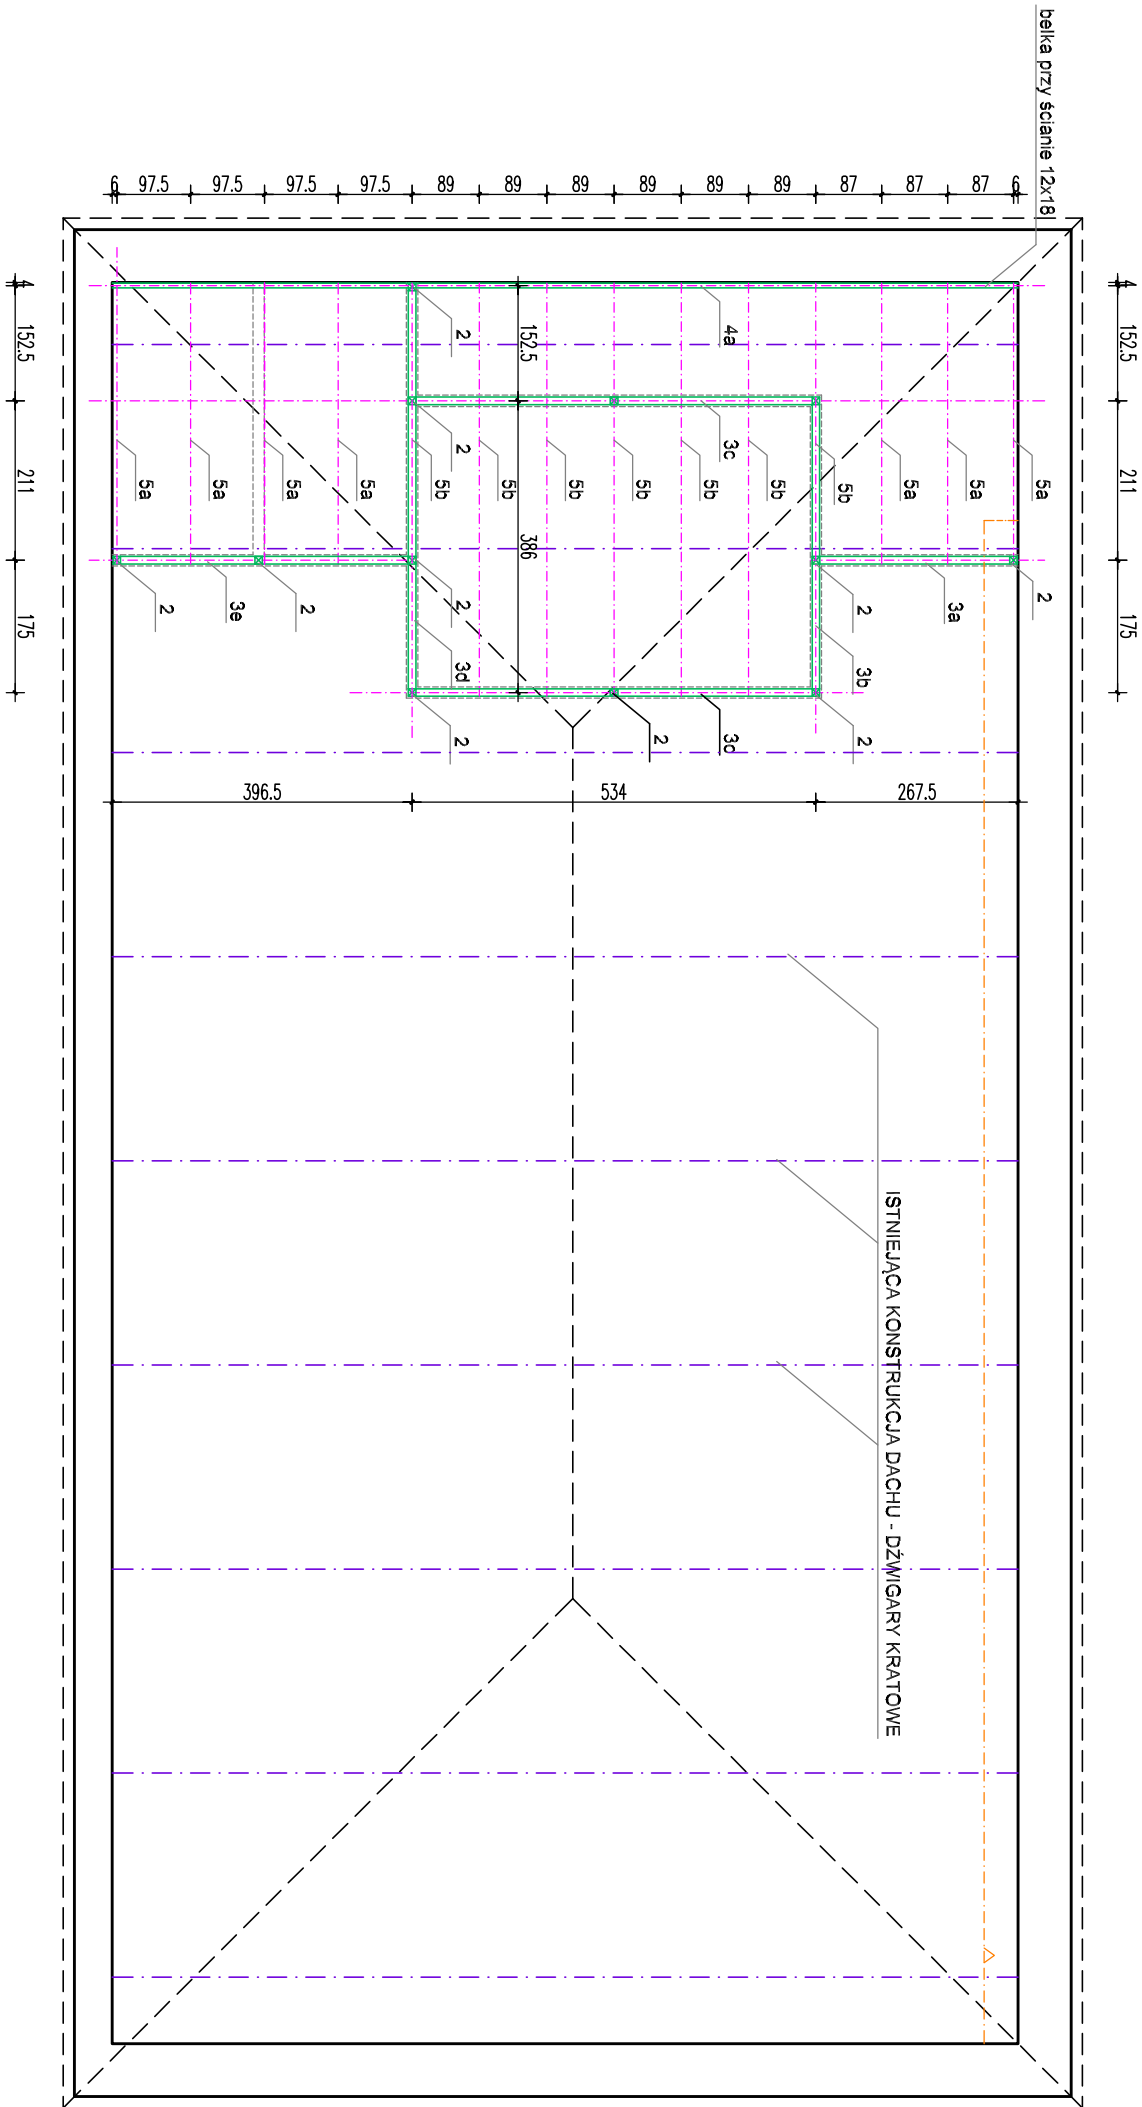 belka przy ścianie 12x18
6
97.5
97.5
97.5
97.5
89
89
89
89
89
89
87
87
87
6
4
152.5
211
175
4
152.5
211
175
2
152.5
4a
2
3c
5a
5a
5a
5a
5b
5b
5b
5b
5b
5b
5b
5a
5a
5a
386
2
3e
2
2
3d
2
3b
3a
2
2
2
3c
2
396.5
534
267.5
ISTNIEJĄCA KONSTRUKCJA DACHU - DŹWIGARY KRATOWE